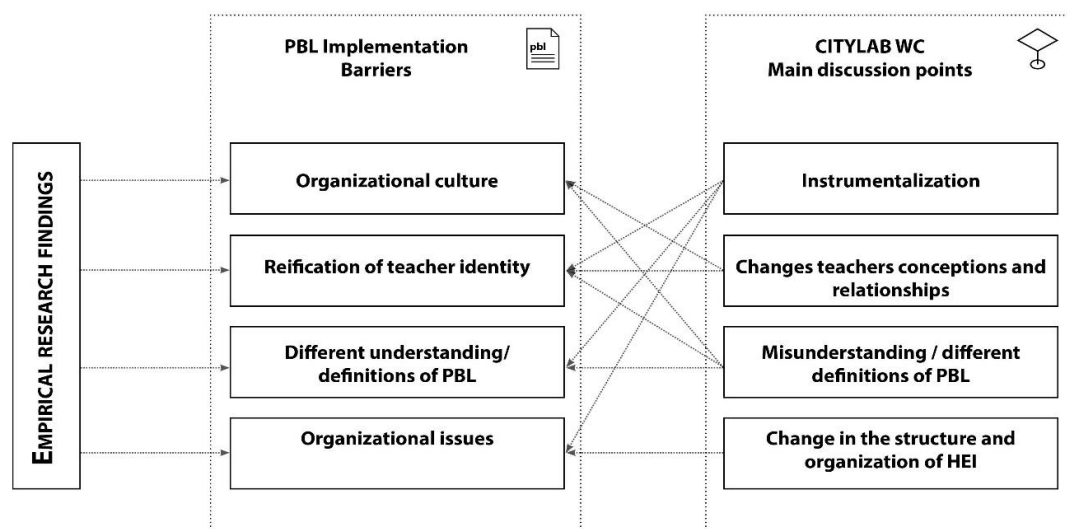 PBL Implementation
Barriers
pbl
CITYLAB WC
Main discussion points
EMPIRICAL RESEARCH FINDINGS
Organizational culture
Instrumentalization
Reification of teacher identity
Changes teachers conceptions and
relationships
Different understanding/
definitions of PBL
Misunderstanding / different
definitions of PBL
Organizational issues
Change in the structure and
organization of HEI